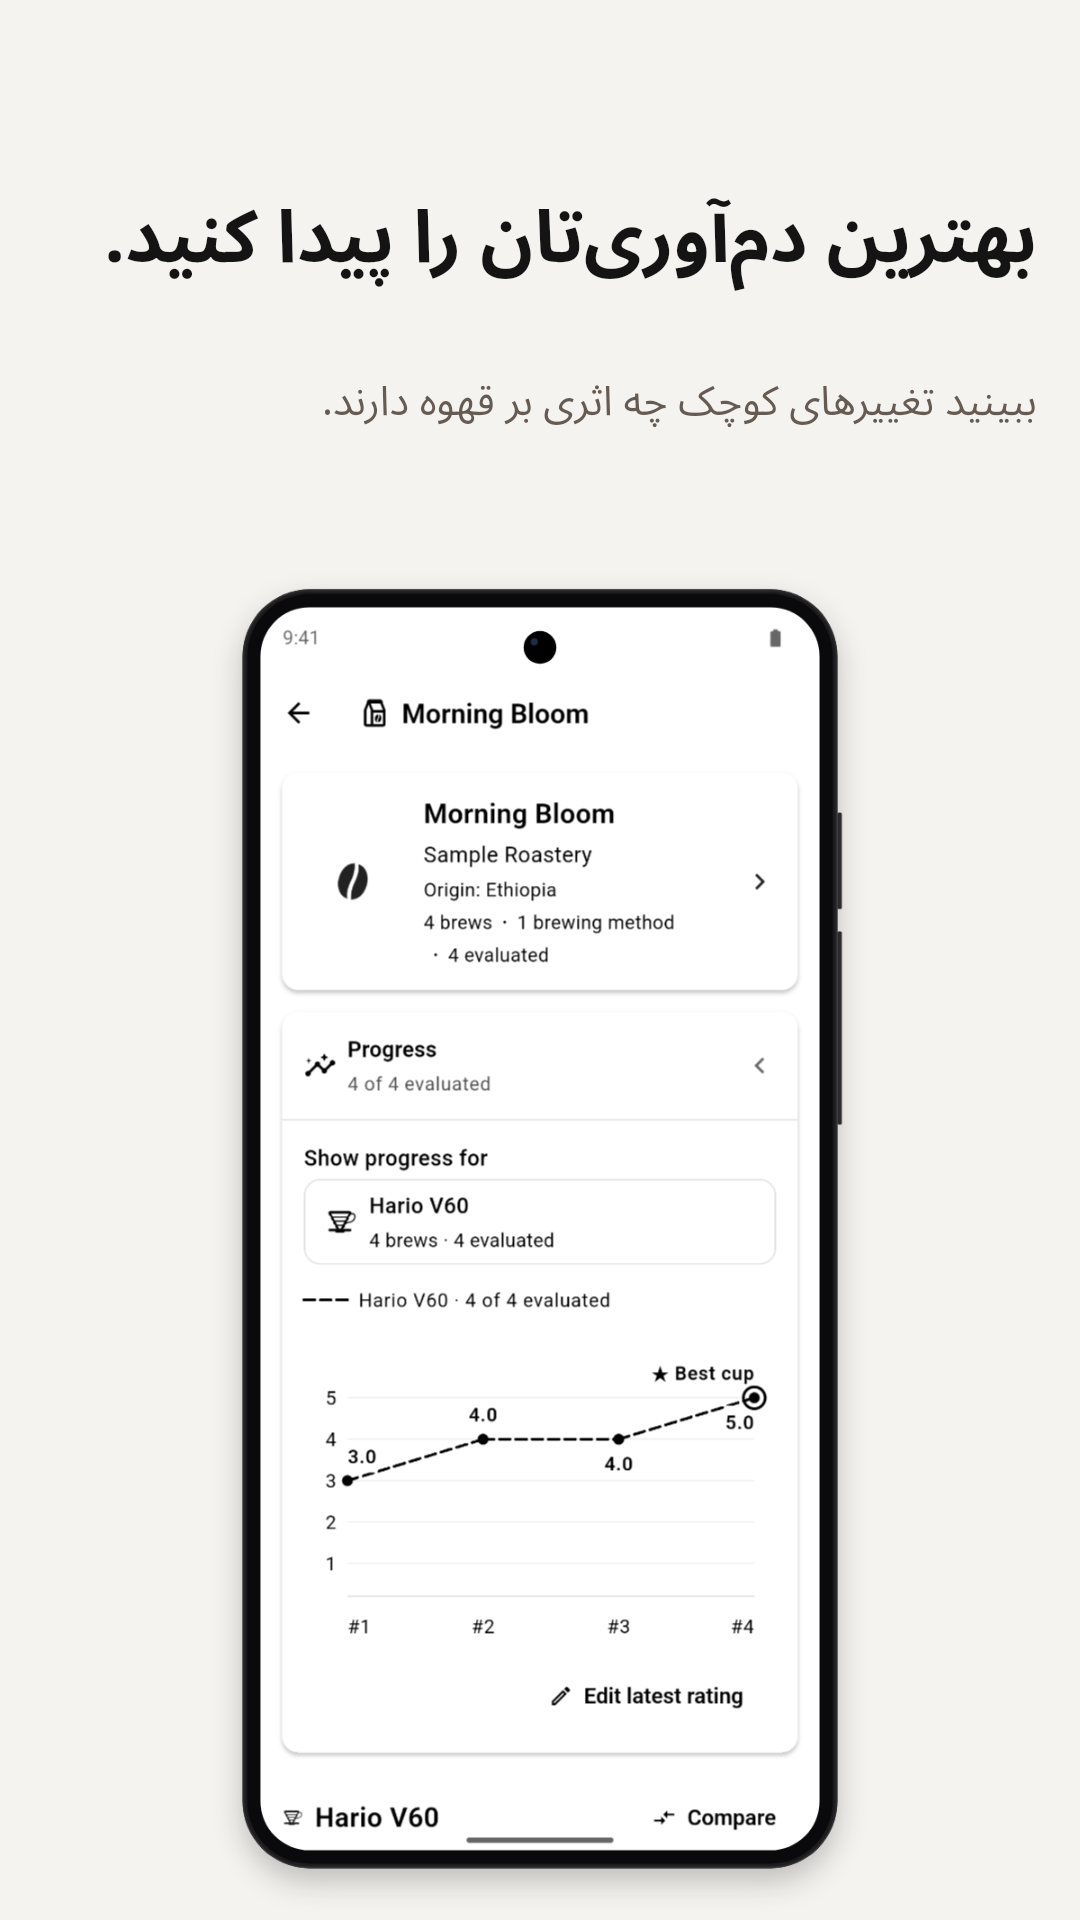 بهترین دم‌آوری‌تان را پیدا کنید.
ببینید تغییرهای کوچک چه اثری بر قهوه دارند.
9:41
Morning Bloom
Morning Bloom
Sample Roastery
Origin: Ethiopia
4 brews · 1 brewing method
· 4 evaluated
Progress
4 of 4 evaluated
Show progress for
Hario V60
4 brews · 4 evaluated
Hario V60 · 4 of 4 evaluated
★ Best cup
5
4.0
5.0
4
3.0
4.0
3
2
1
#1 #2 #3 #4
Edit latest rating
Hario V60 Compare